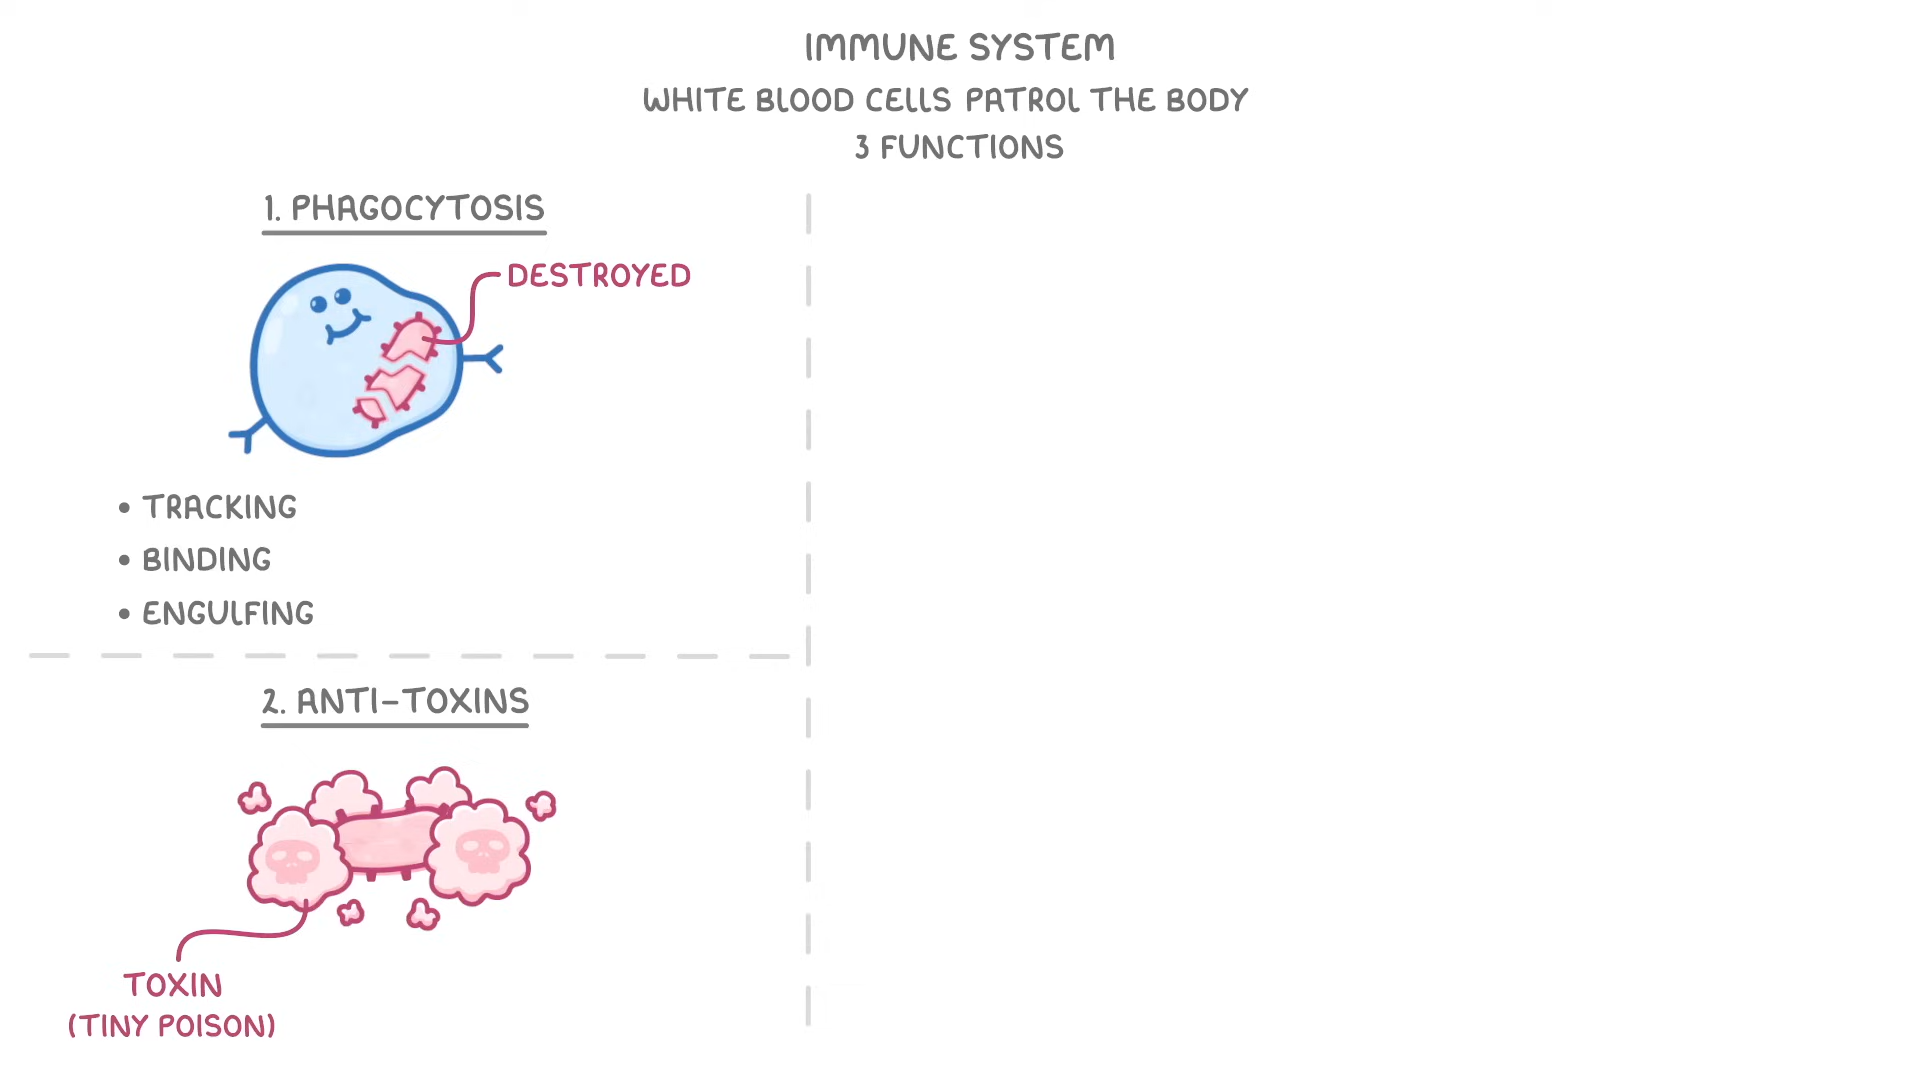 IMMUNE SYSTEM
WHITE BLOOD CELLS PATROL THE BODY
3 FUNCTIONS
1. PHAGOCYTOSIS
DESTROYED
• TRACKING
• BINDING
• ENGULFING
2. ANTI-TOXINS
TOXIN
(TINY POISON)